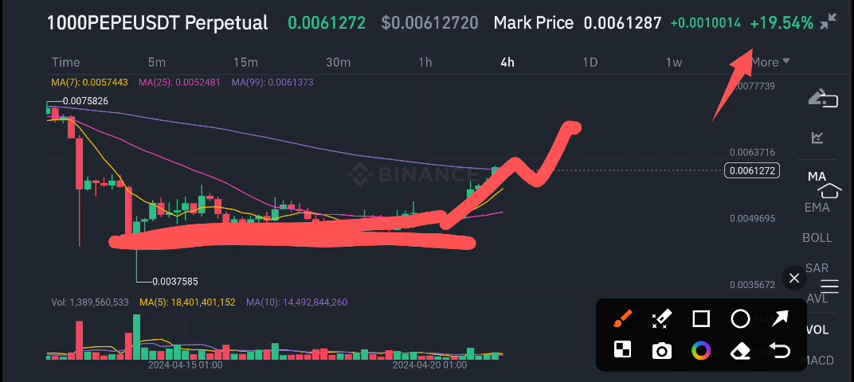 1000PEPEUSDT Perpetual 0.0061272 $0.00612720 Mark Price 0.0061287 +0.0010014 +19.54%
Time 5m 15m 30m 1h 4h 1D 1w More
MA(7): 0.0057443 MA(25): 0.0052481 MA(99): 0.0061373
0.0077739
0.0075826
0.0063716
BINANCE
0.0061272
MA
EMA
0.0049695
BOLL
SAR
0.0037585
0.0035672
AVL
Vol: 1,389,560,533 MA(5): 18,401,401,152 MA(10): 14,492,844,260
VOL
MACD
2024-04-15 01:00 2024-04-20 01:00